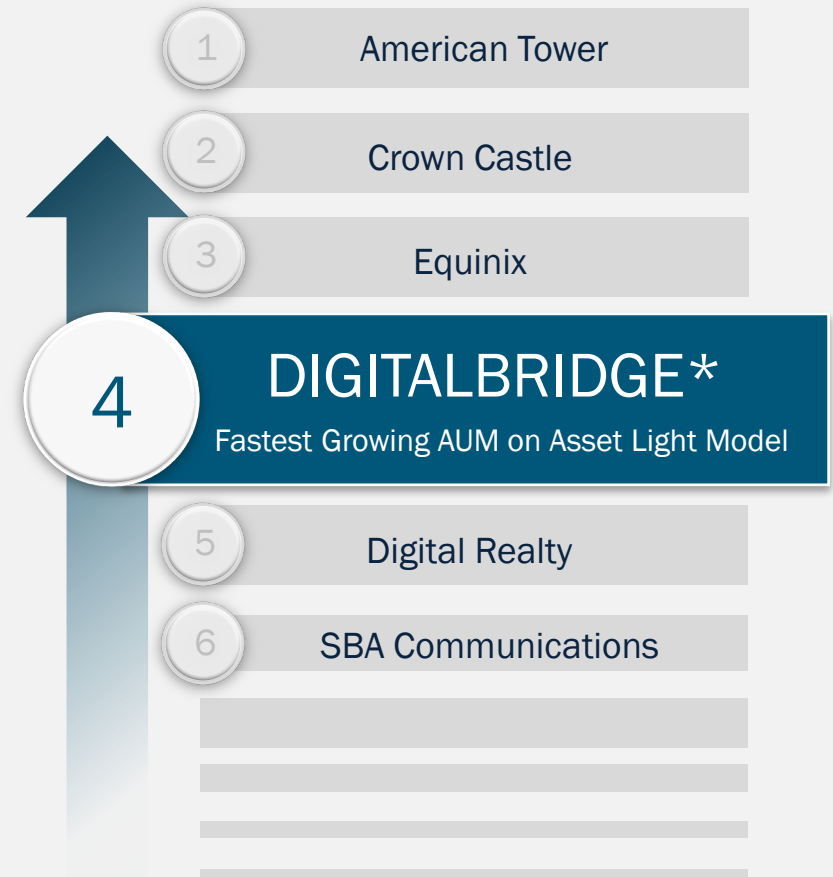 1
American Tower
2
Crown Castle
3
Equinix
4
DIGITALBRIDGE*
Fastest Growing AUM on Asset Light Model
5
Digital Realty
6
SBA Communications